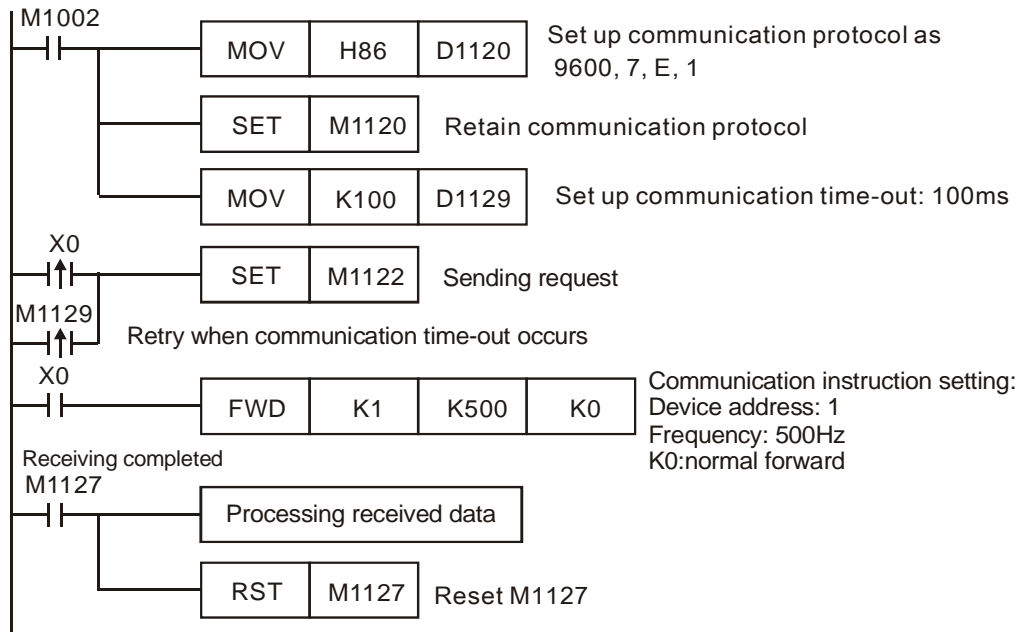 M1002
MOV H86 D1120 Set up communication protocol as
9600, 7, E, 1
SET M1120 Retain communication protocol
MOV K100 D1129 Set up communication time-out: 100ms
X0
SET M1122 Sending request
M1129
Retry when communication time-out occurs
X0
FWD K1 K500 K0
Communication instruction setting:
Device address: 1
Frequency: 500Hz
K0:normal forward
Receiving completed
M1127
Processing received data
RST M1127 Reset M1127